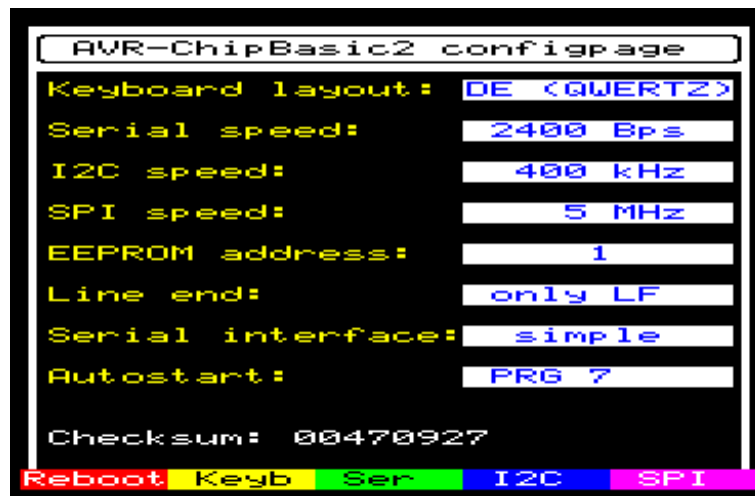 AVR-ChipBasic2 configpage
Keyboard layout: DE (QWERTZ)
Serial speed: 2400 Bps
I2C speed: 400 kHz
SPI speed: 5 MHz
EEPROM address: 1
Line end: only LF
Serial interface: simple
Autostart: PRG 7
Checksum: 00470927
Reboot Keyb Ser I2C SPI